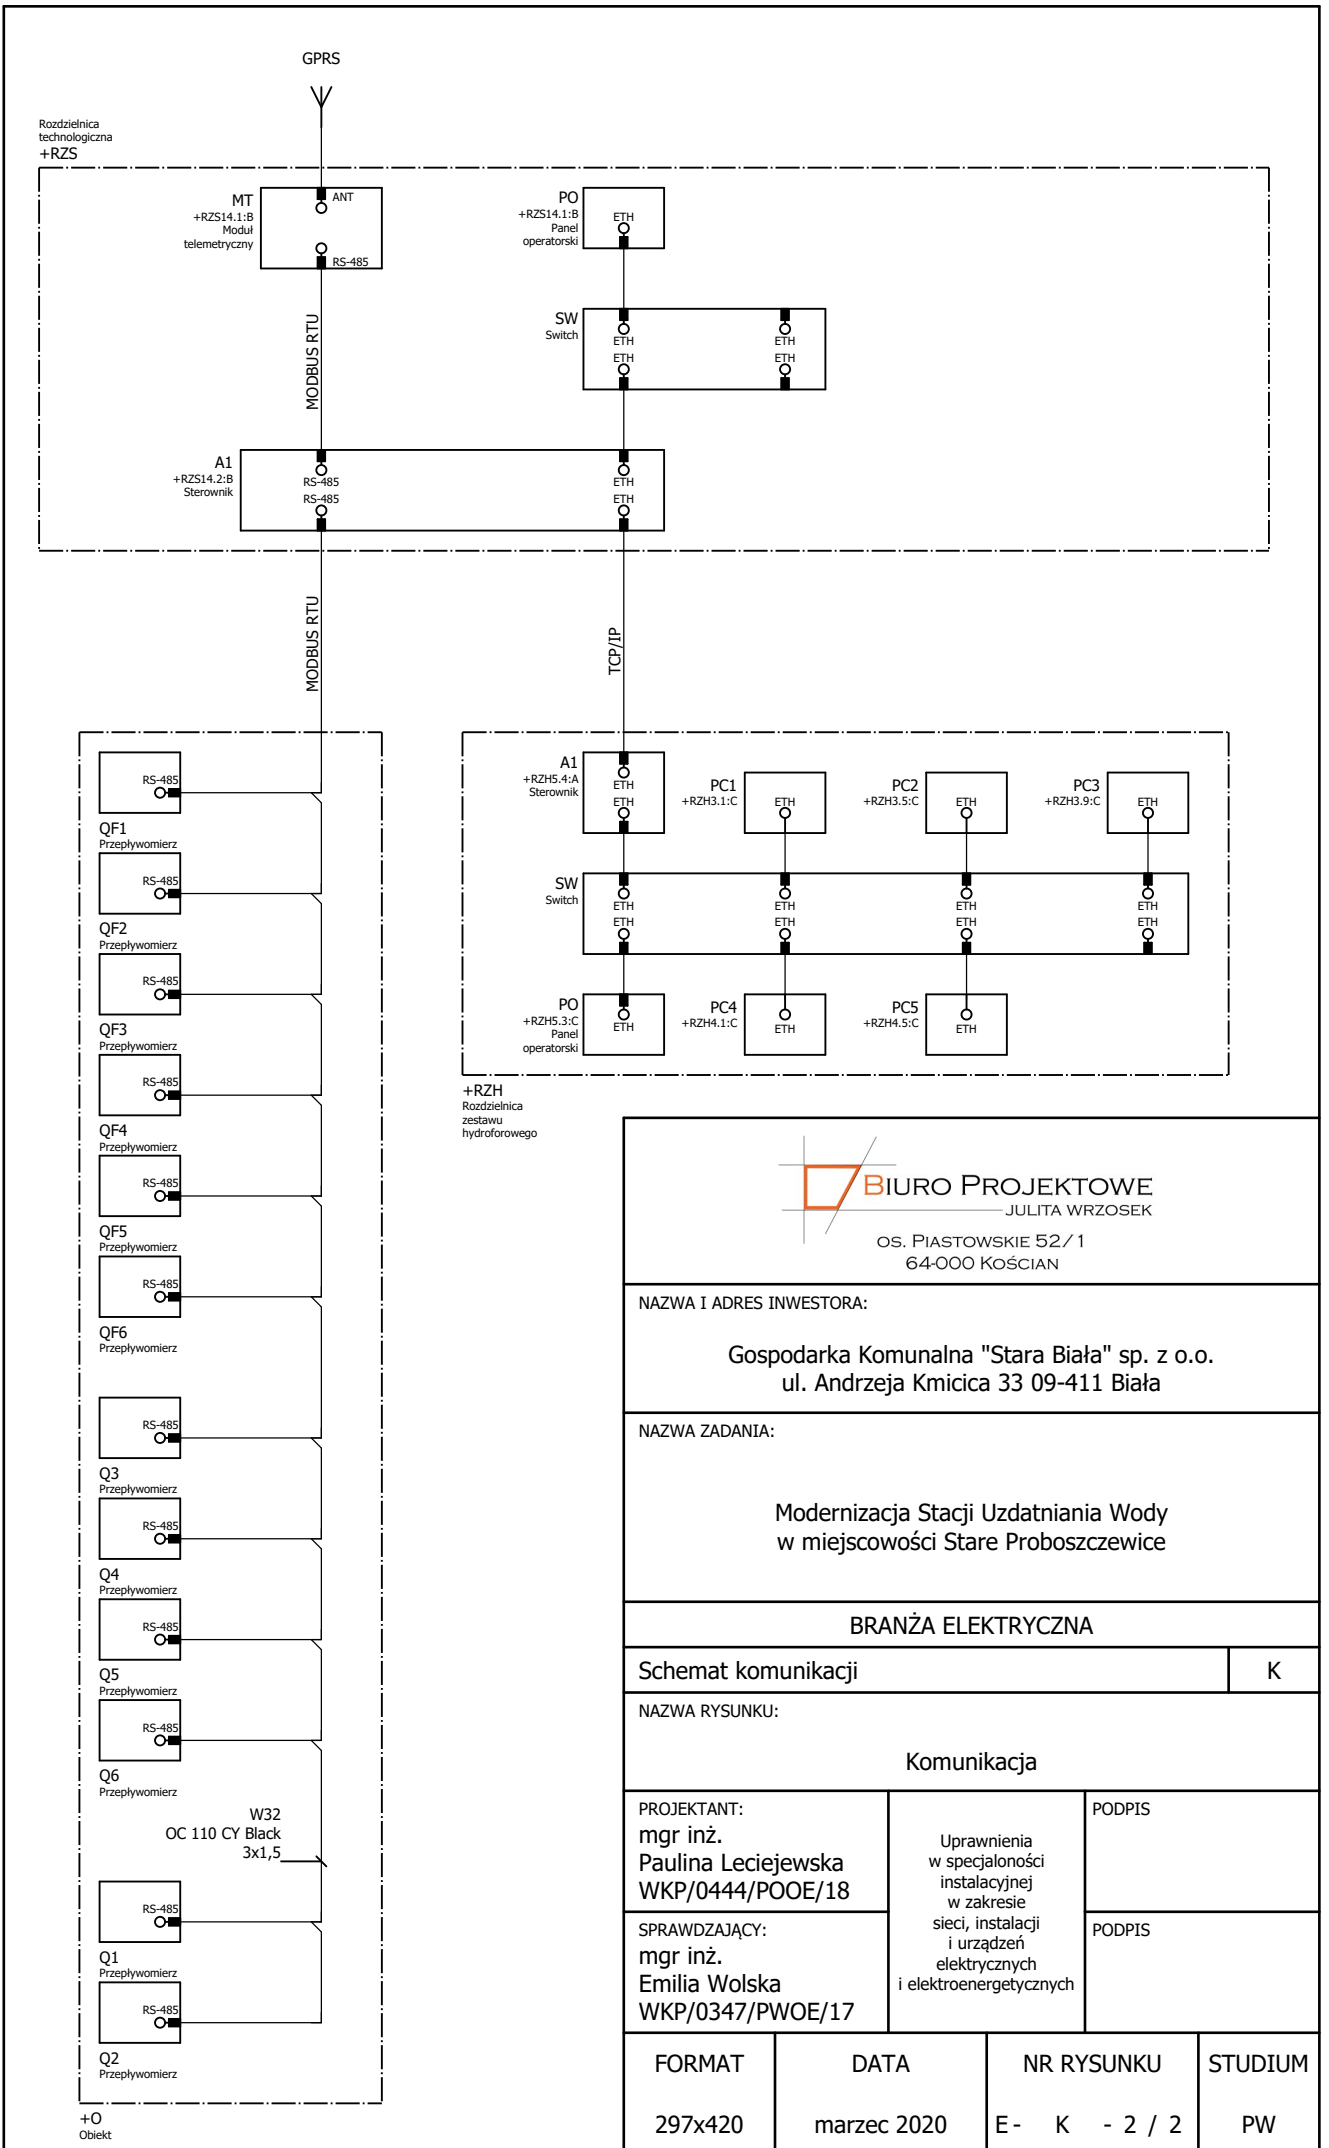 GPRS
Rozdzielnica
technologiczna
+RZS
MT
+RZS14.1:B
Moduł
telemetryczny
ANT
RS-485
PO
+RZS14.1:B
Panel
operatorski
ETH
SW
Switch
ETH
ETH
ETH
ETH
MODBUS RTU
A1
+RZS14.2:B
Sterownik
RS-485
RS-485
ETH
ETH
MODBUS RTU
TCP/IP
RS-485
QF1
Przepływomierz
RS-485
QF2
Przepływomierz
RS-485
QF3
Przepływomierz
RS-485
QF4
Przepływomierz
RS-485
QF5
Przepływomierz
RS-485
QF6
Przepływomierz
RS-485
Q3
Przepływomierz
RS-485
Q4
Przepływomierz
RS-485
Q5
Przepływomierz
RS-485
Q6
Przepływomierz
W32
OC 110 CY Black
3x1,5
RS-485
Q1
Przepływomierz
RS-485
Q2
Przepływomierz
+O
Obiekt
A1
+RZH5.4:A
Sterownik
ETH
ETH
PC1
+RZH3.1:C
ETH
PC2
+RZH3.5:C
ETH
PC3
+RZH3.9:C
ETH
SW
Switch
ETH
ETH
ETH
ETH
ETH
ETH
ETH
ETH
PO
+RZH5.3:C
Panel
operatorski
ETH
PC4
+RZH4.1:C
ETH
PC5
+RZH4.5:C
ETH
+RZH
Rozdzielnica
zestawu
hydroforowego
BIURO PROJEKTOWE
JULITA WRZOSEK
OS. PIASTOWSKIE 52/1
64-000 KOŚCIAN
NAZWA I ADRES INWESTORA:
Gospodarka Komunalna "Stara Biała" sp. z o.o.
ul. Andrzeja Kmicica 33 09-411 Biała
NAZWA ZADANIA:
Modernizacja Stacji Uzdatniania Wody
w miejscowości Stare Proboszczewice
BRANŻA ELEKTRYCZNA
Schemat komunikacji K
NAZWA RYSUNKU:
Komunikacja
PROJEKTANT:
mgr inż.
Paulina Leciejewska
WKP/0444/POOE/18
SPRAWDZAJĄCY:
mgr inż.
Emilia Wolska
WKP/0347/PWOE/17
Uprawnienia
w specjaloności
instalacyjnej
w zakresie
sieci, instalacji
i urządzeń
elektrycznych
i elektroenergetycznych
PODPIS
PODPIS
FORMAT DATA NR RYSUNKU STUDIUM
297x420 marzec 2020 E- K - 2 / 2 PW